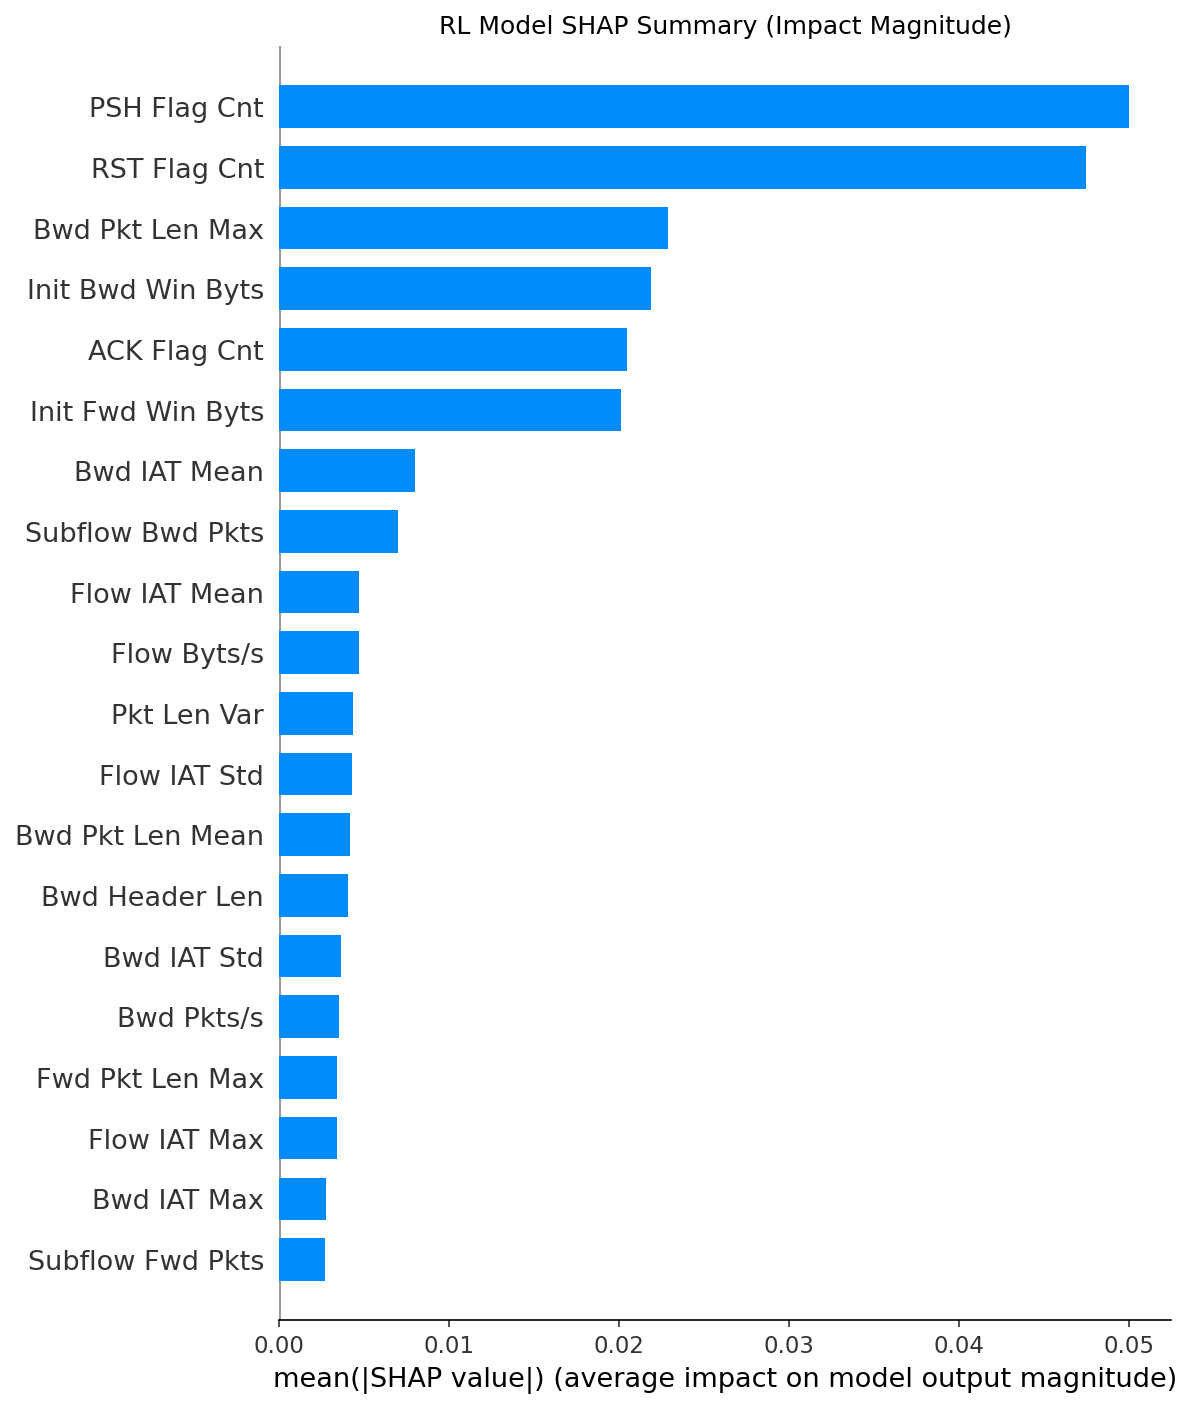 RL Model SHAP Summary (Impact Magnitude)
PSH Flag Cnt
RST Flag Cnt
Bwd Pkt Len Max
Init Bwd Win Byts
ACK Flag Cnt
Init Fwd Win Byts
Bwd IAT Mean
Subflow Bwd Pkts
Flow IAT Mean
Flow Byts/s
Pkt Len Var
Flow IAT Std
Bwd Pkt Len Mean
Bwd Header Len
Bwd IAT Std
Bwd Pkts/s
Fwd Pkt Len Max
Flow IAT Max
Bwd IAT Max
Subflow Fwd Pkts
0.00 0.01 0.02 0.03 0.04 0.05
mean(|SHAP value|) (average impact on model output magnitude)